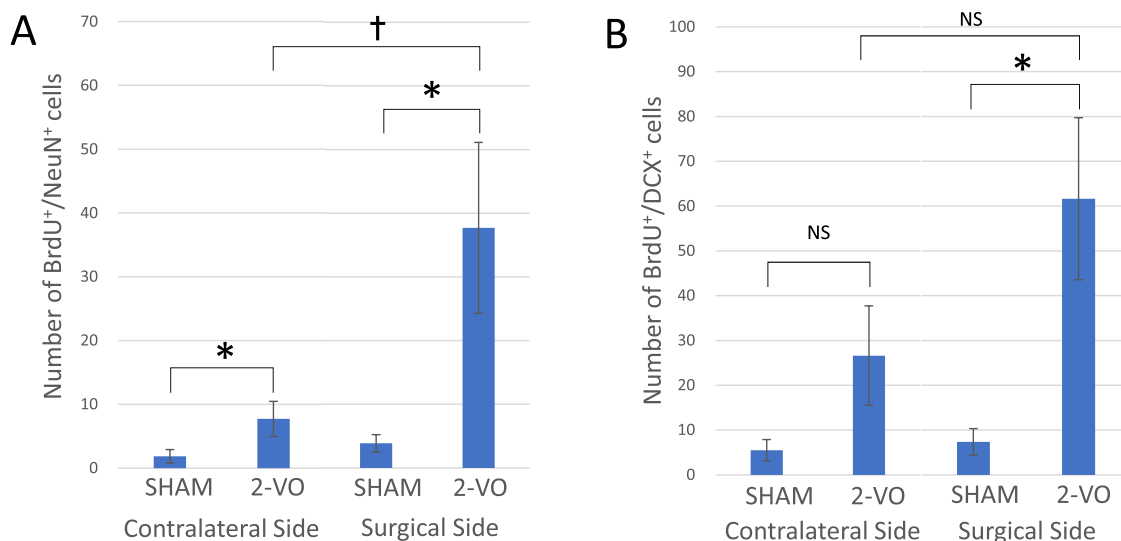 A
Number of BrdU⁺/NeuN⁺ cells
70
60
50
40
30
20
10
0
†
*
*
SHAM 2-VO SHAM 2-VO
Contralateral Side Surgical Side
B
Number of BrdU⁺/DCX⁺ cells
100
90
80
70
60
50
40
30
20
10
0
NS
*
NS
SHAM 2-VO SHAM 2-VO
Contralateral Side Surgical Side